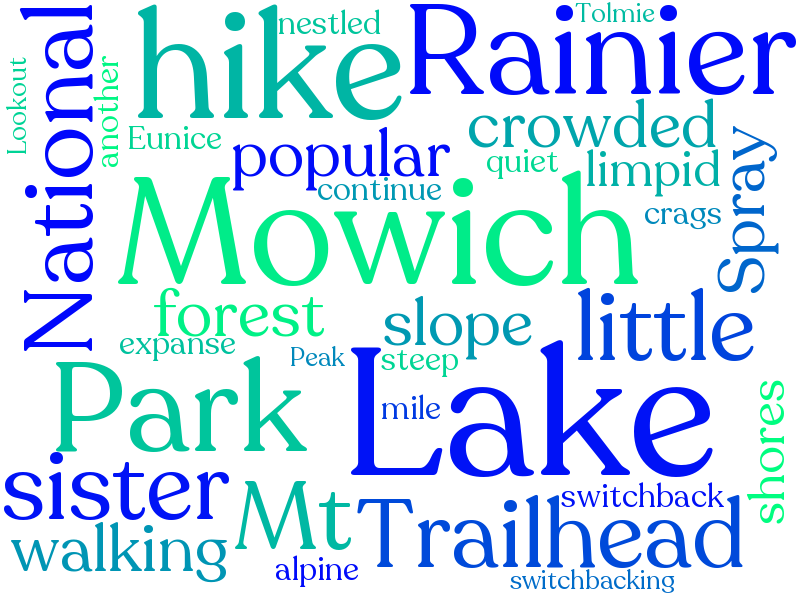 Tolmie
nestled
hike
Rainier
National
Lookout
another
Eunice
popular
crowded
quiet
limpid
continue
crags
Spray
Mowich
forest
slope
little
expanse
Peak
steep
Park
Lake
mile
shores
sister
Mt
switchback
Trailhead
walking
alpine
switchbacking